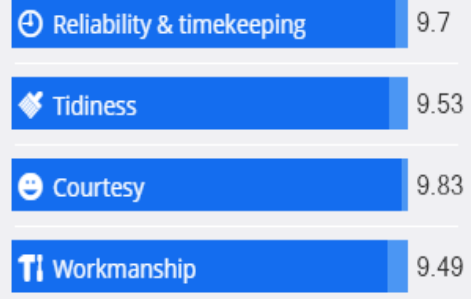 Reliability & timekeeping 9.7
Tidiness 9.53
Courtesy 9.83
Workmanship 9.49